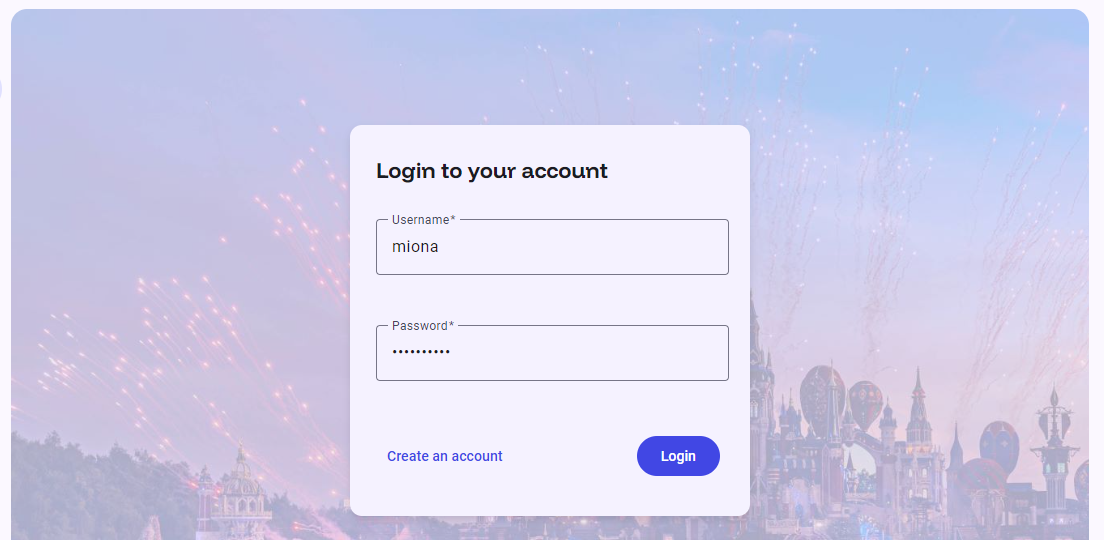 Login to your account
Username*
miona
Password*
••••••••••
Create an account
Login